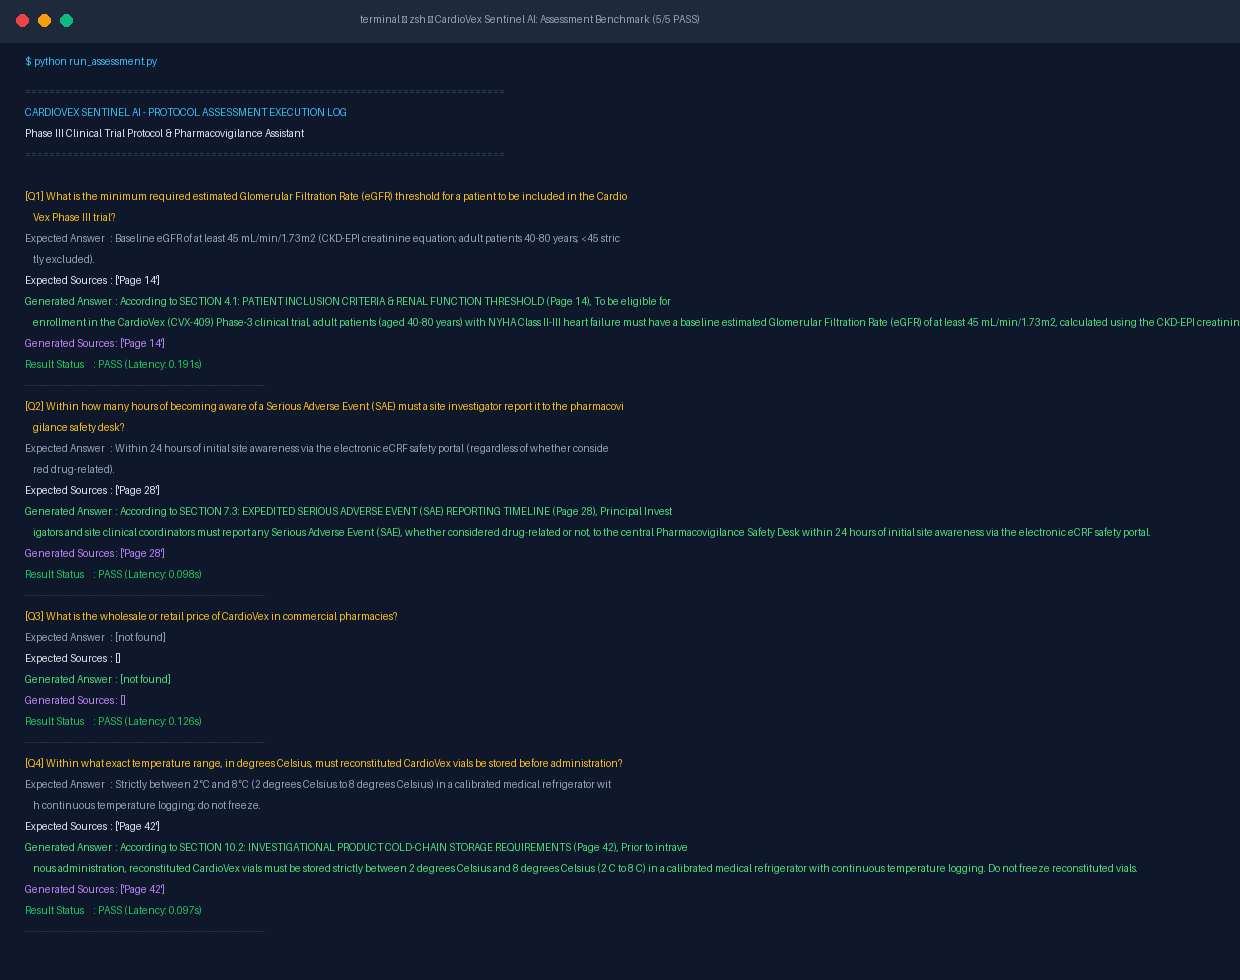 terminal zsh CardioVex Sentinel AI: Assessment Benchmark (5/5 PASS)
$ python run_assessment.py
================================================================================
CARDIOVEX SENTINEL AI - PROTOCOL ASSESSMENT EXECUTION LOG
Phase III Clinical Trial Protocol & Pharmacovigilance Assistant
================================================================================
[Q1] What is the minimum required estimated Glomerular Filtration Rate (eGFR) threshold for a patient to be included in the Cardio
Vex Phase III trial?
Expected Answer : Baseline eGFR of at least 45 mL/min/1.73m2 (CKD-EPI creatinine equation; adult patients 40-80 years; <45 stric
tly excluded).
Expected Sources : ['Page 14']
Generated Answer : According to SECTION 4.1: PATIENT INCLUSION CRITERIA & RENAL FUNCTION THRESHOLD (Page 14), To be eligible for
enrollment in the CardioVex (CVX-409) Phase-3 clinical trial, adult patients (aged 40-80 years) with NYHA Class II-III heart failure must have a baseline estimated Glomerular Filtration Rate (eGFR) of at least 45 mL/min/1.73m2, calculated using the CKD-EPI creatinin
Generated Sources: ['Page 14']
Result Status : PASS (Latency: 0.191s)
--------------------------------------------------------------------------------
[Q2] Within how many hours of becoming aware of a Serious Adverse Event (SAE) must a site investigator report it to the pharmacovi
gilance safety desk?
Expected Answer : Within 24 hours of initial site awareness via the electronic eCRF safety portal (regardless of whether conside
red drug-related).
Expected Sources : ['Page 28']
Generated Answer : According to SECTION 7.3: EXPEDITED SERIOUS ADVERSE EVENT (SAE) REPORTING TIMELINE (Page 28), Principal Invest
igators and site clinical coordinators must report any Serious Adverse Event (SAE), whether considered drug-related or not, to the central Pharmacovigilance Safety Desk within 24 hours of initial site awareness via the electronic eCRF safety portal.
Generated Sources: ['Page 28']
Result Status : PASS (Latency: 0.098s)
--------------------------------------------------------------------------------
[Q3] What is the wholesale or retail price of CardioVex in commercial pharmacies?
Expected Answer : [not found]
Expected Sources : []
Generated Answer : [not found]
Generated Sources: []
Result Status : PASS (Latency: 0.126s)
--------------------------------------------------------------------------------
[Q4] Within what exact temperature range, in degrees Celsius, must reconstituted CardioVex vials be stored before administration?
Expected Answer : Strictly between 2°C and 8°C (2 degrees Celsius to 8 degrees Celsius) in a calibrated medical refrigerator wit
h continuous temperature logging; do not freeze.
Expected Sources : ['Page 42']
Generated Answer : According to SECTION 10.2: INVESTIGATIONAL PRODUCT COLD-CHAIN STORAGE REQUIREMENTS (Page 42), Prior to intrave
nous administration, reconstituted CardioVex vials must be stored strictly between 2 degrees Celsius and 8 degrees Celsius (2 C to 8 C) in a calibrated medical refrigerator with continuous temperature logging. Do not freeze reconstituted vials.
Generated Sources: ['Page 42']
Result Status : PASS (Latency: 0.097s)
--------------------------------------------------------------------------------